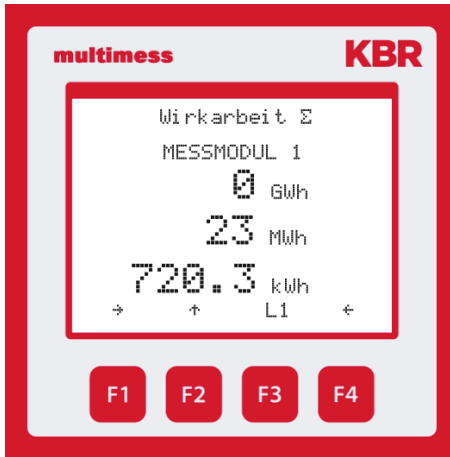 multimess KBR
Wirkarbeit Σ
MESSMODUL 1
0 GWh
23 MWh
720.3 kWh
→ ↑ L1 ←
F1 F2 F3 F4